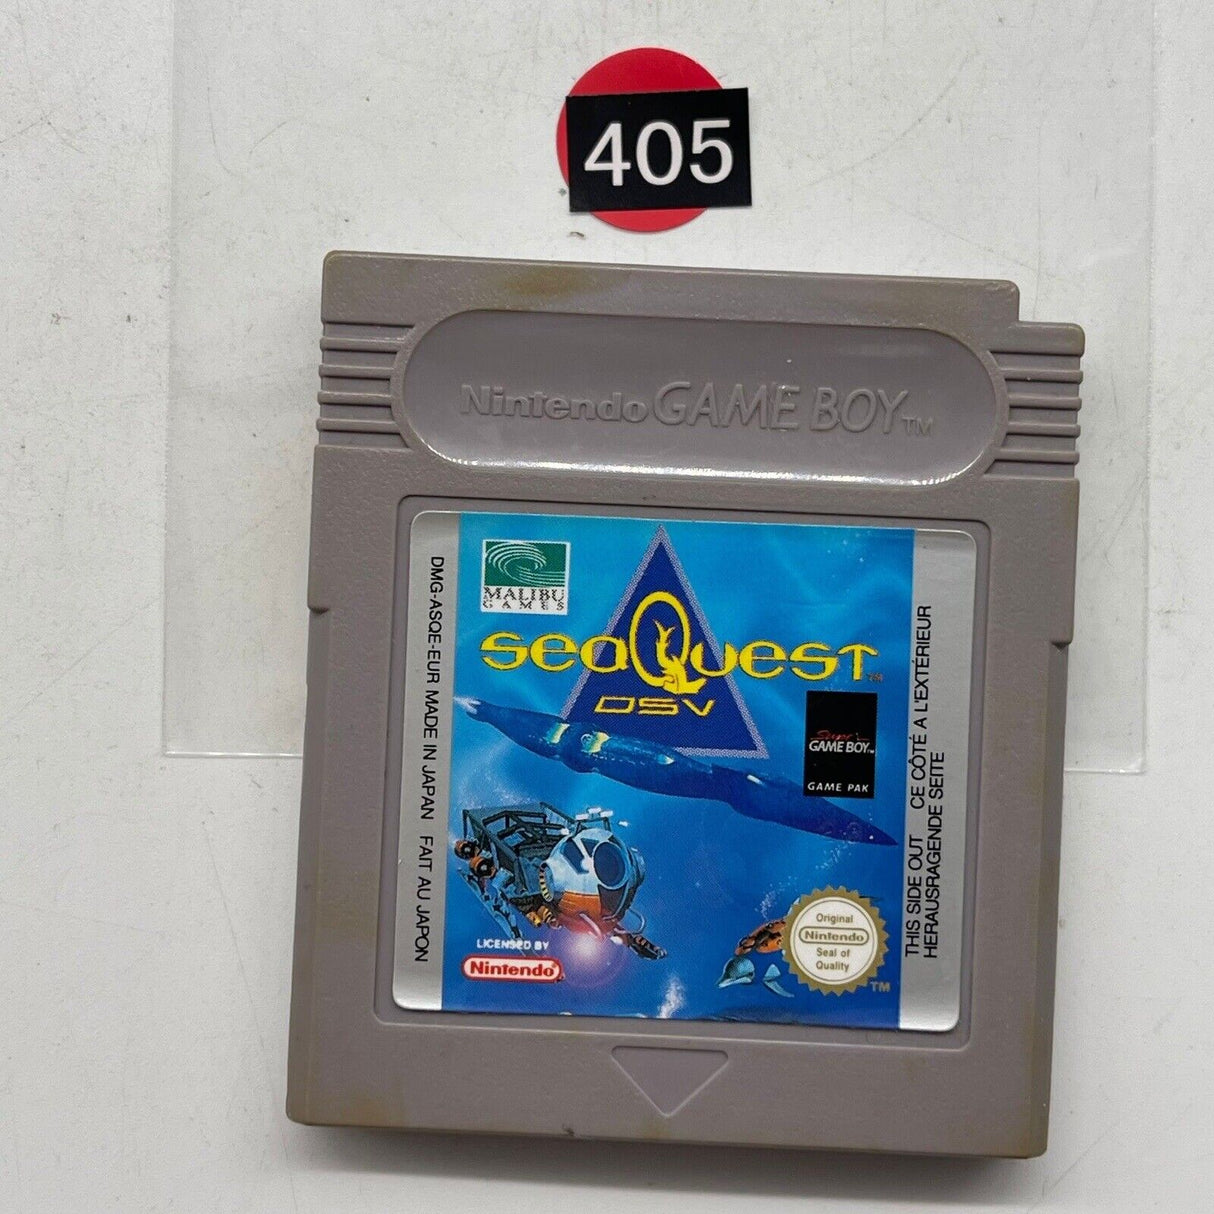 405
Nintendo GAME BOY TM
MALIBU
GAMES
seaQuest TM
DSV
Super
GAME BOY TM
GAME PAK
LICENSED BY
Nintendo
Original
Nintendo
Seal of
Quality
TM
DMG-ASQE-EUR MADE IN JAPAN FAIT AU JAPON
THIS SIDE OUT CE CÔTÉ A L'EXTÉRIEUR
HERAUSRAGENDE SEITE